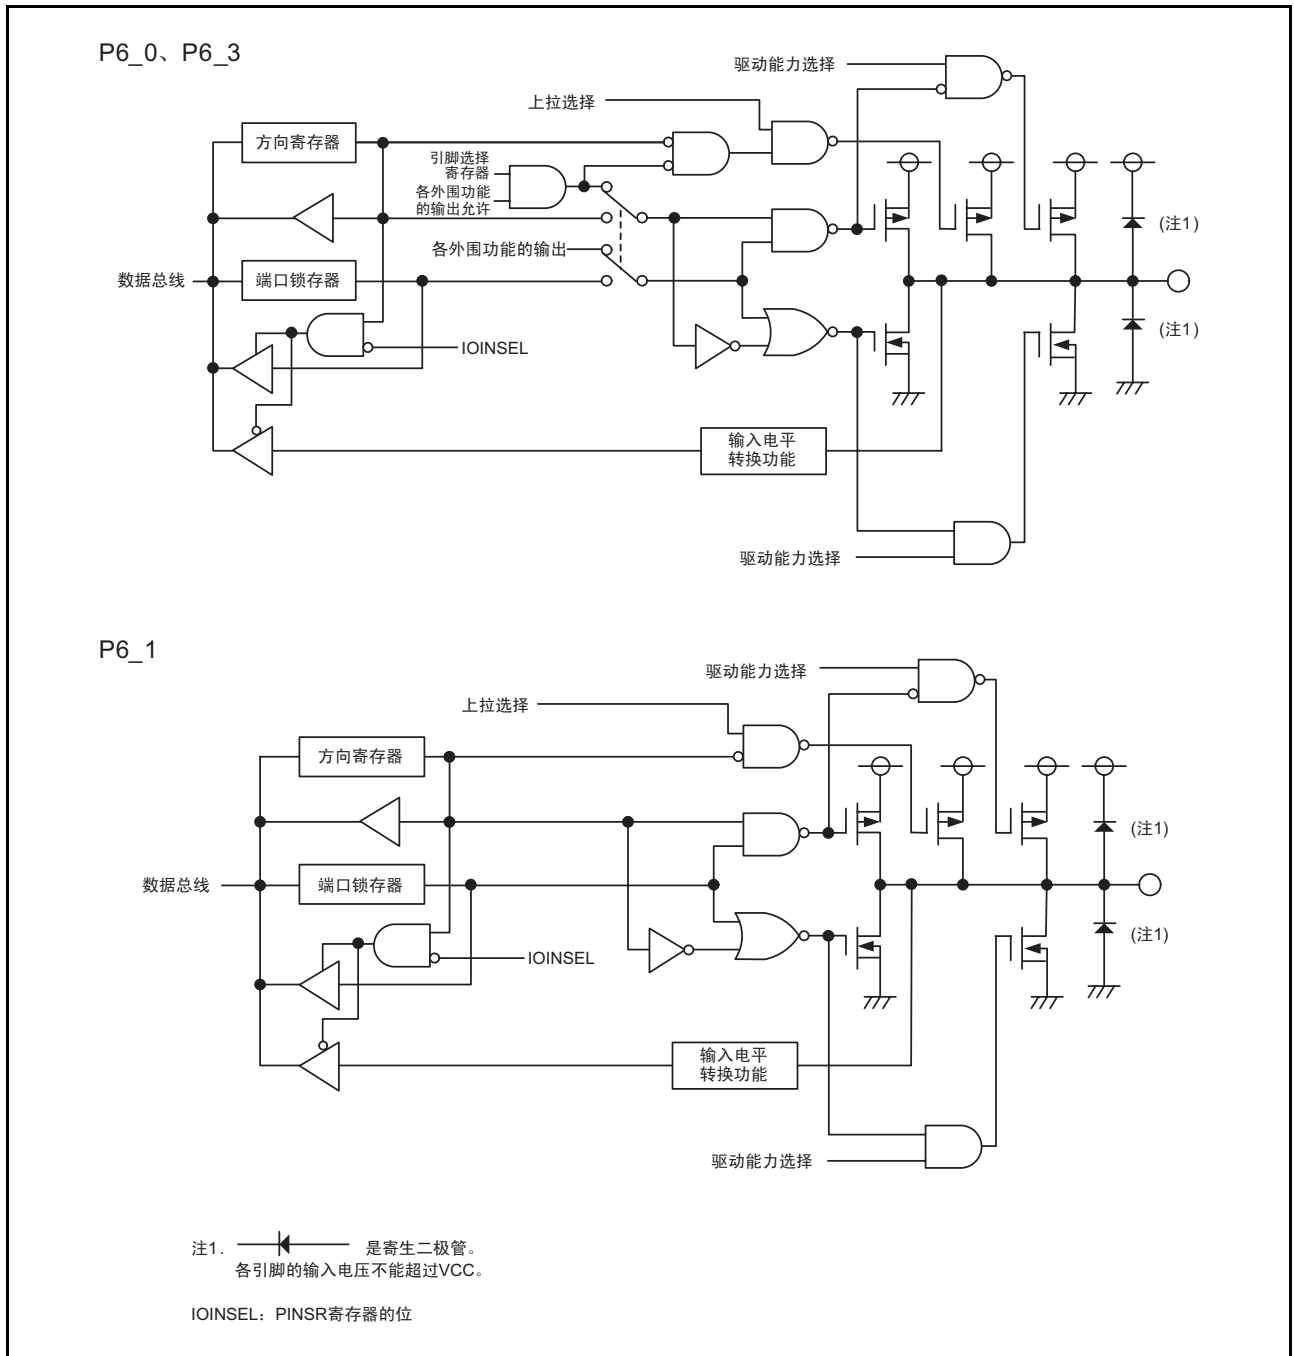 P6_0、P6_3
驱动能力选择
上拉选择
方向寄存器
引脚选择
寄存器
各外围功能
的输出允许
各外围功能的输出
(注1)
数据总线
端口锁存器
(注1)
IOINSEL
输入电平
转换功能
驱动能力选择
P6_1
驱动能力选择
上拉选择
方向寄存器
(注1)
数据总线
端口锁存器
(注1)
IOINSEL
输入电平
转换功能
驱动能力选择
注1. 是寄生二极管。
各引脚的输入电压不能超过VCC。
IOINSEL：PINSR寄存器的位